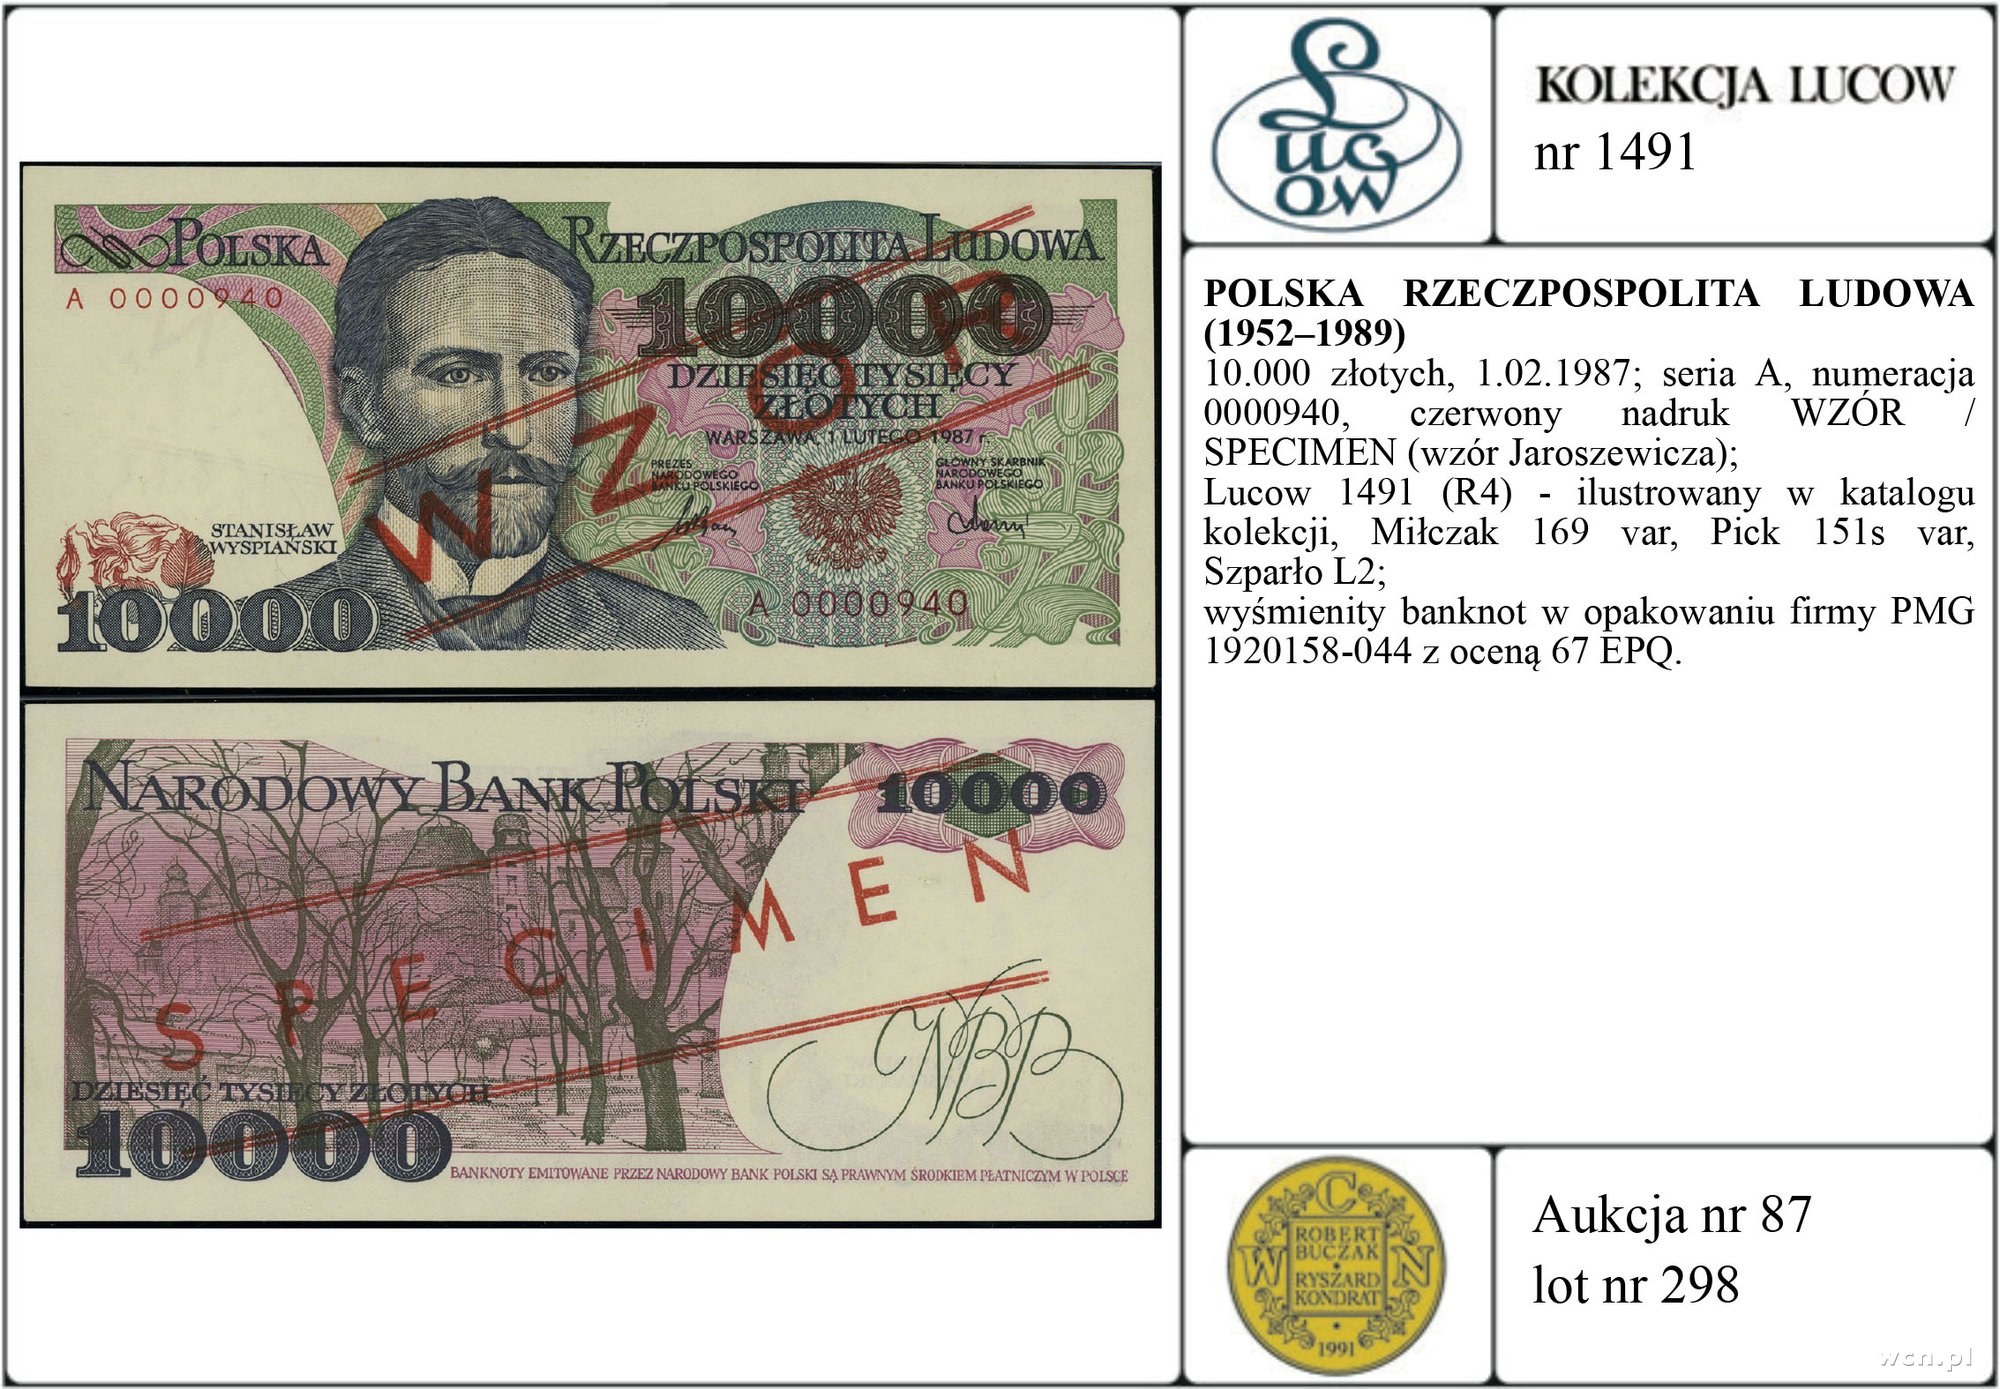 POLSKA RZECZPOSPOLITA LUDOWA
A 0000940
10000
DZIESIĘĆ TYSIĘCY
ZŁOTYCH
WARSZAWA, 1 LUTEGO 1987 r.
PREZES
NARODOWEGO
BANKU POLSKIEGO
GŁÓWNY SKARBNIK
NARODOWEGO
BANKU POLSKIEGO
WZÓR
STANISŁAW
WYSPIAŃSKI
10000
A 0000940
NARODOWY BANK POLSKI
10000
SPECIMEN
NBP
DZIESIĘĆ TYSIĘCY ZŁOTYCH
10000
BANKNOTY EMITOWANE PRZEZ NARODOWY BANK POLSKI SĄ PRAWNYM ŚRODKIEM PŁATNICZYM W POLSCE
Lucow
KOLEKCJA LUCOW
nr 1491
POLSKA RZECZPOSPOLITA LUDOWA
(1952–1989)
10.000 złotych, 1.02.1987; seria A, numeracja
0000940, czerwony nadruk WZÓR /
SPECIMEN (wzór Jaroszewicza);
Lucow 1491 (R4) - ilustrowany w katalogu
kolekcji, Miłczak 169 var, Pick 151s var,
Szparło L2;
wyśmienity banknot w opakowaniu firmy PMG
1920158-044 z oceną 67 EPQ.
WCN
ROBERT
BUCZAK
RYSZARD
KONDRAT
1991
Aukcja nr 87
lot nr 298
wcn.pl